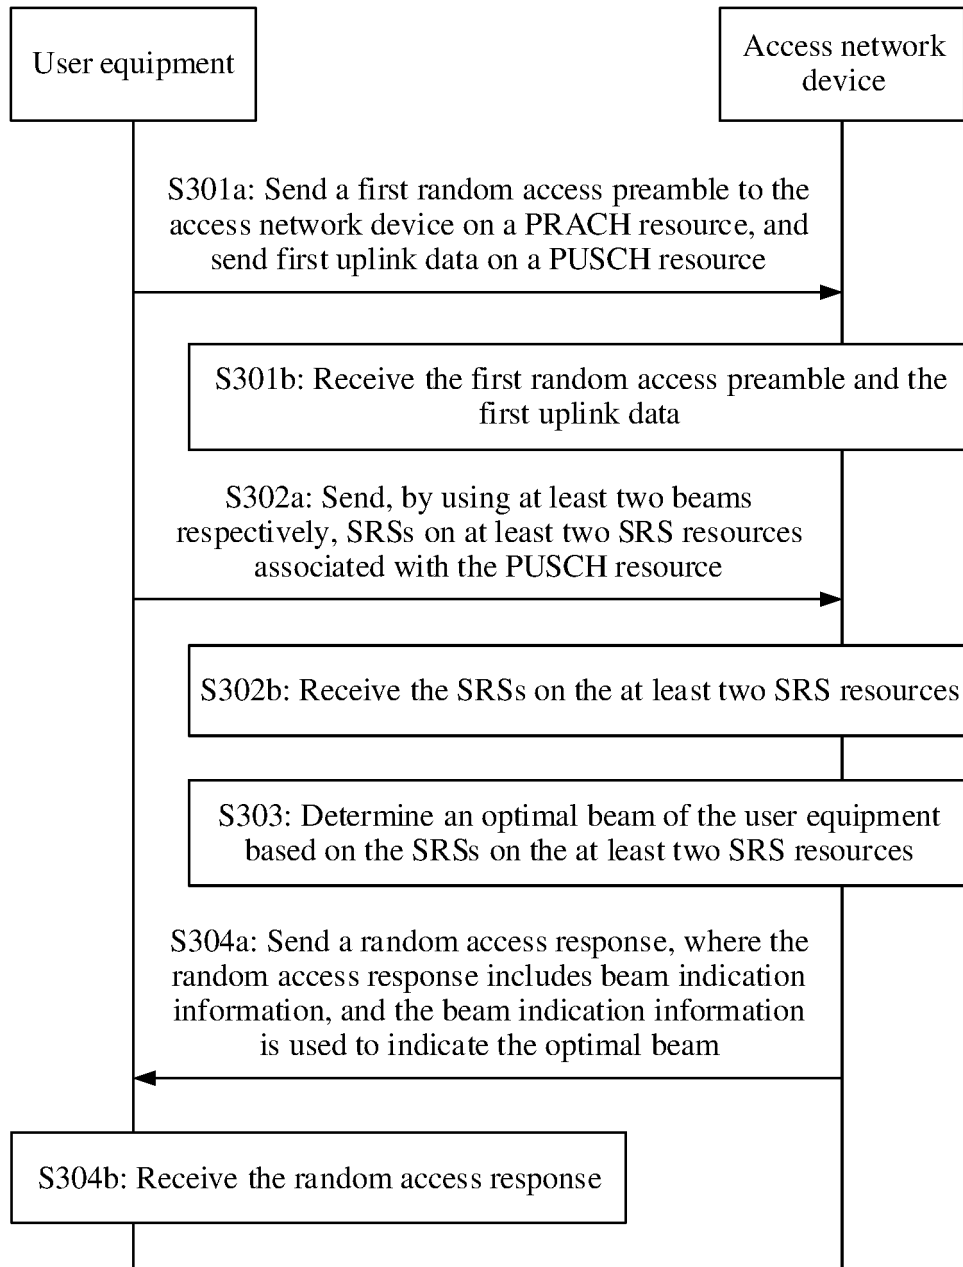 User equipment
Access network
device
S301a: Send a first random access preamble to the
access network device on a PRACH resource, and
send first uplink data on a PUSCH resource
S301b: Receive the first random access preamble and the
first uplink data
S302a: Send, by using at least two beams
respectively, SRSs on at least two SRS resources
associated with the PUSCH resource
S302b: Receive the SRSs on the at least two SRS resources
S303: Determine an optimal beam of the user equipment
based on the SRSs on the at least two SRS resources
S304a: Send a random access response, where the
random access response includes beam indication
information, and the beam indication information
is used to indicate the optimal beam
S304b: Receive the random access response